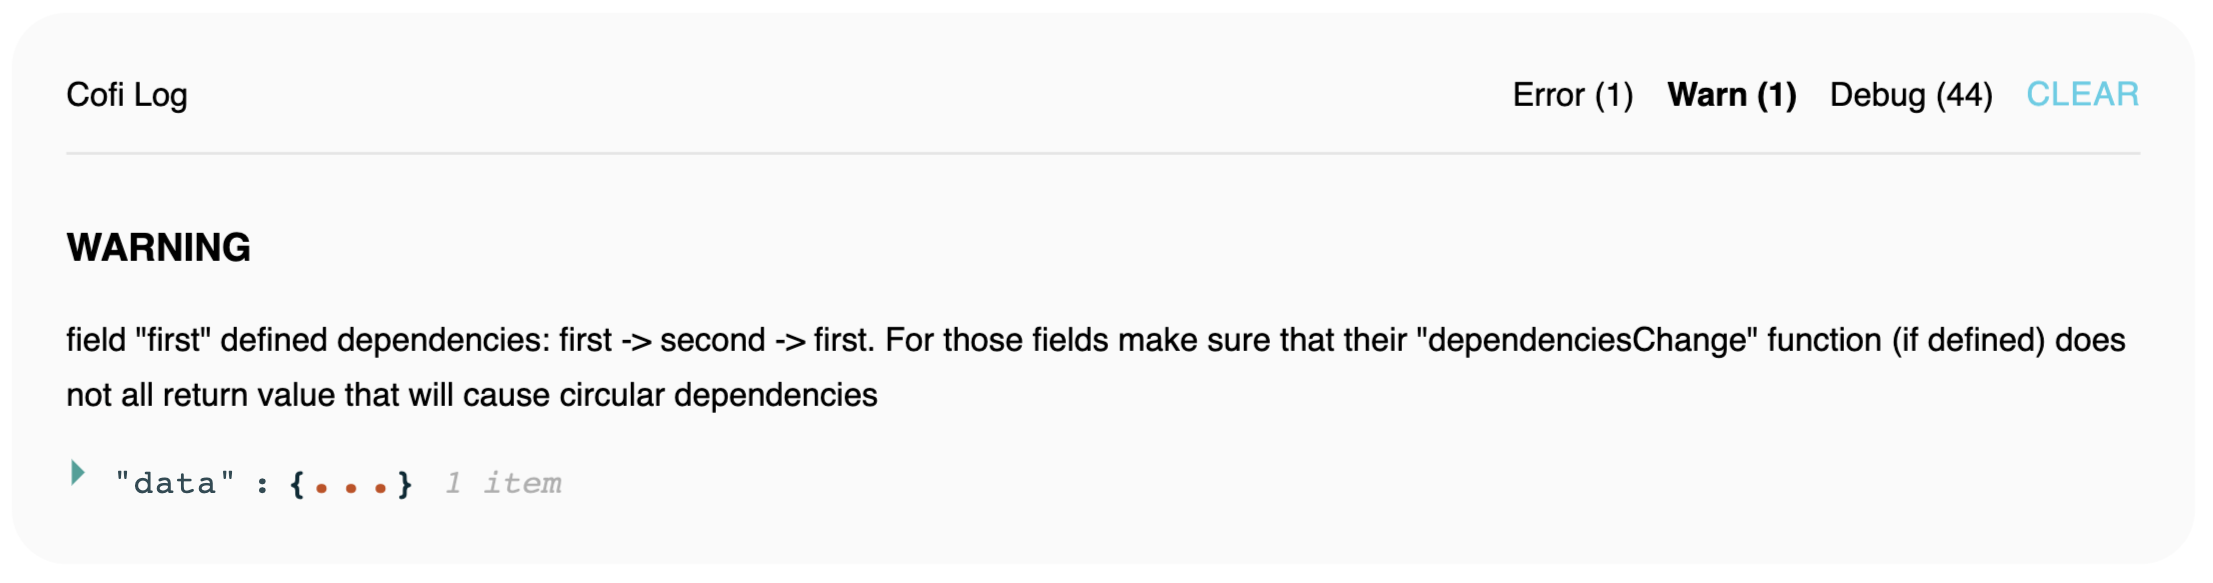 Cofi Log Error (1) Warn (1) Debug (44) CLEAR
WARNING
field "first" defined dependencies: first -> second -> first. For those fields make sure that their "dependenciesChange" function (if defined) does
not all return value that will cause circular dependencies
"data" : {...} 1 item